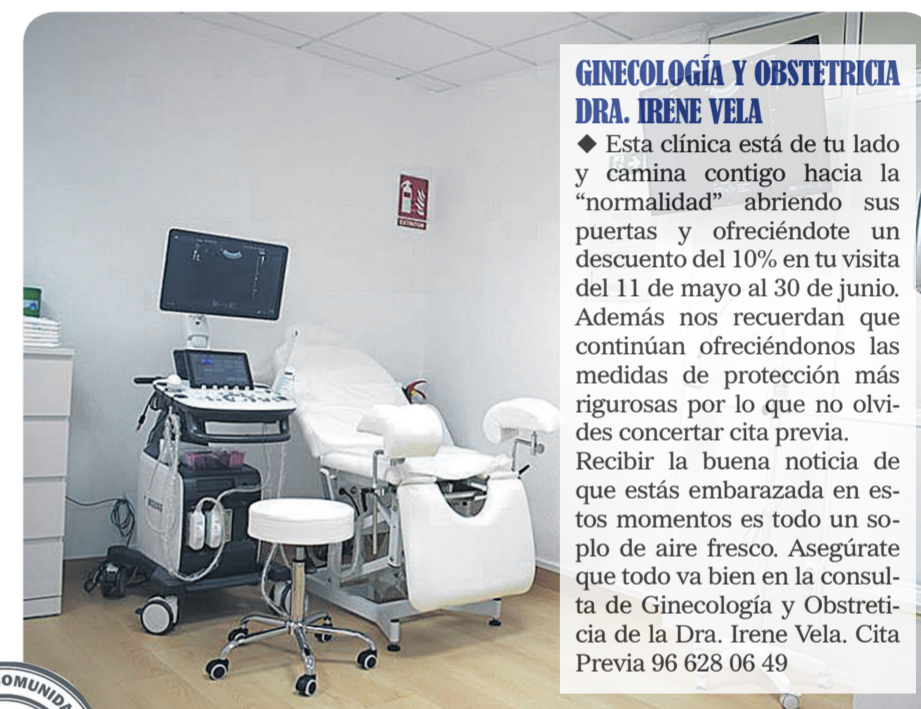 GINECOLOGÍA Y OBSTETRICIA
DRA. IRENE VELA
◆ Esta clínica está de tu lado
y camina contigo hacia la
“normalidad” abriendo sus
puertas y ofreciéndote un
descuento del 10% en tu visita
del 11 de mayo al 30 de junio.
Además nos recuerdan que
continúan ofreciéndonos las
medidas de protección más
rigurosas por lo que no olvi-
des concertar cita previa.
Recibir la buena noticia de
que estás embarazada en es-
tos momentos es todo un so-
plo de aire fresco. Asegúrate
que todo va bien en la consul-
ta de Ginecología y Obstreti-
cia de la Dra. Irene Vela. Cita
Previa 96 628 06 49
EXTINTOR